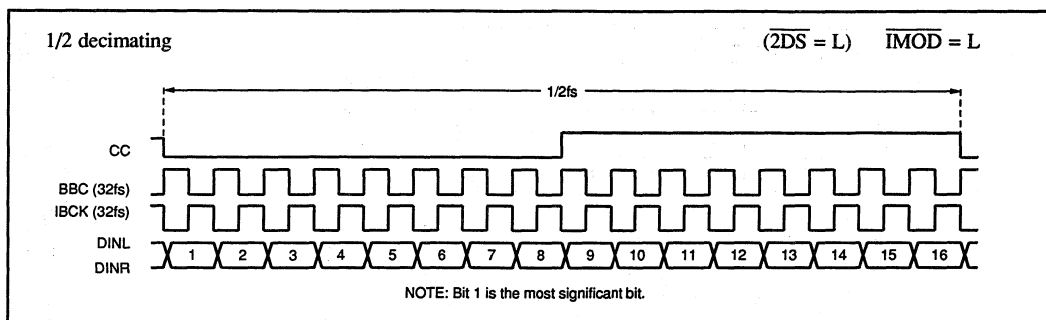 1/2 decimating (2DS = L) IMOD = L
1/2fs
CC
BBC (32fs)
IBCK (32fs)
DINL
DINR
1 2 3 4 5 6 7 8 9 10 11 12 13 14 15 16
NOTE: Bit 1 is the most significant bit.